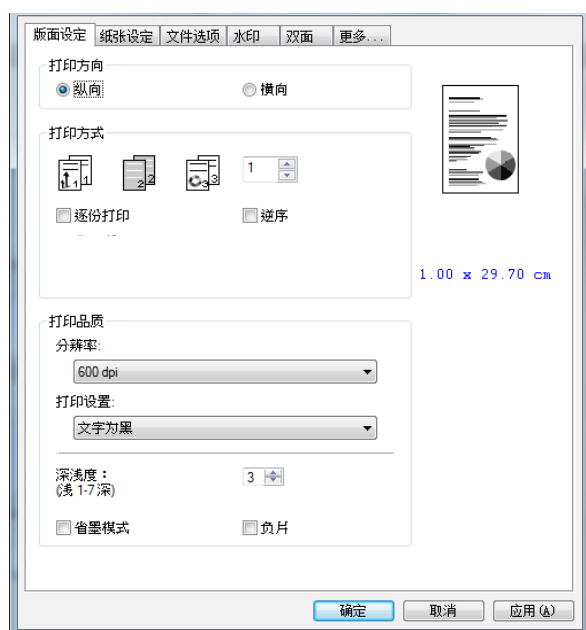 版面设定 纸张设定 文件选项 水印 双面 更多...
打印方向
纵向 横向
打印方式
1 1 2 2 3 3 1
逐份打印 逆序
1.00 x 29.70 cm
打印品质
分辨率:
600 dpi
打印设置:
文字为黑
深浅度：
(浅 1-7 深) 3
省墨模式 负片
确定 取消 应用(A)